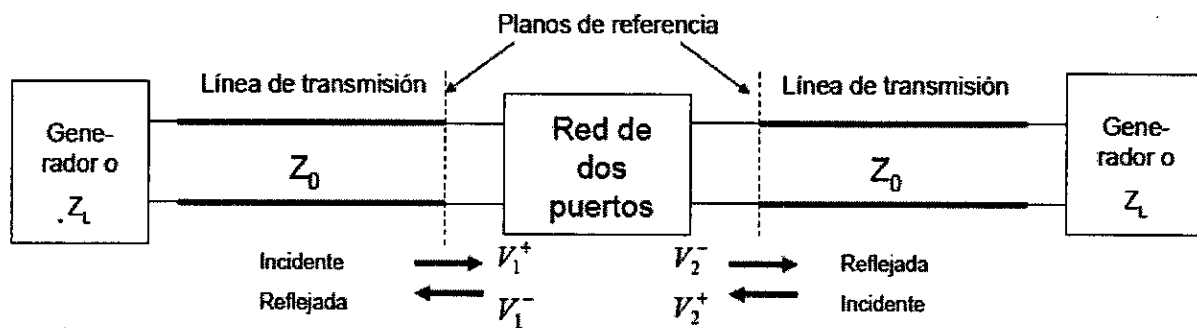 Planos de referencia
Línea de transmisión
Línea de transmisión
Gene-
rador o
Z_L
Z_0
Red de
dos
puertos
Z_0
Gene-
rador o
Z_L
Incidente
V_1^+
V_2^-
Reflejada
Reflejada
V_1^-
V_2^+
Incidente